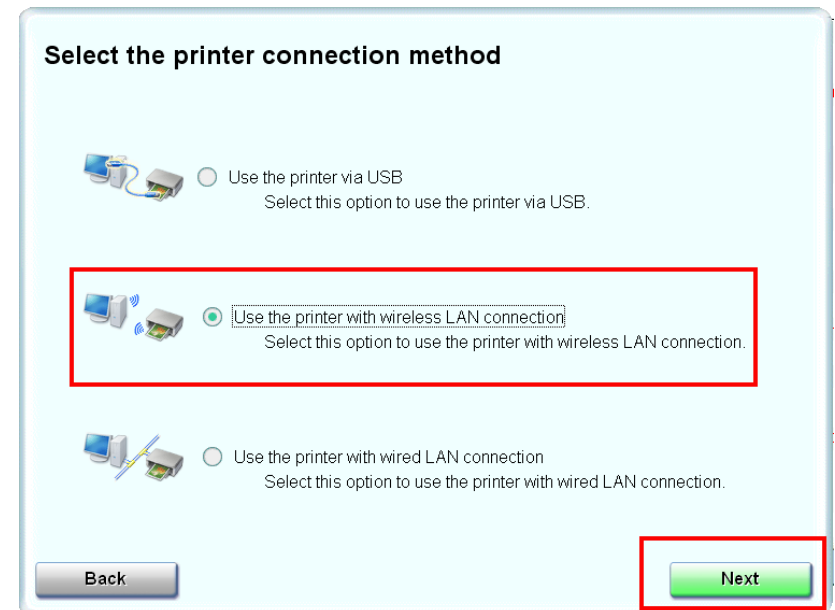 Select the printer connection method
Use the printer via USB
Select this option to use the printer via USB.
Use the printer with wireless LAN connection
Select this option to use the printer with wireless LAN connection.
Use the printer with wired LAN connection
Select this option to use the printer with wired LAN connection.
Back
Next